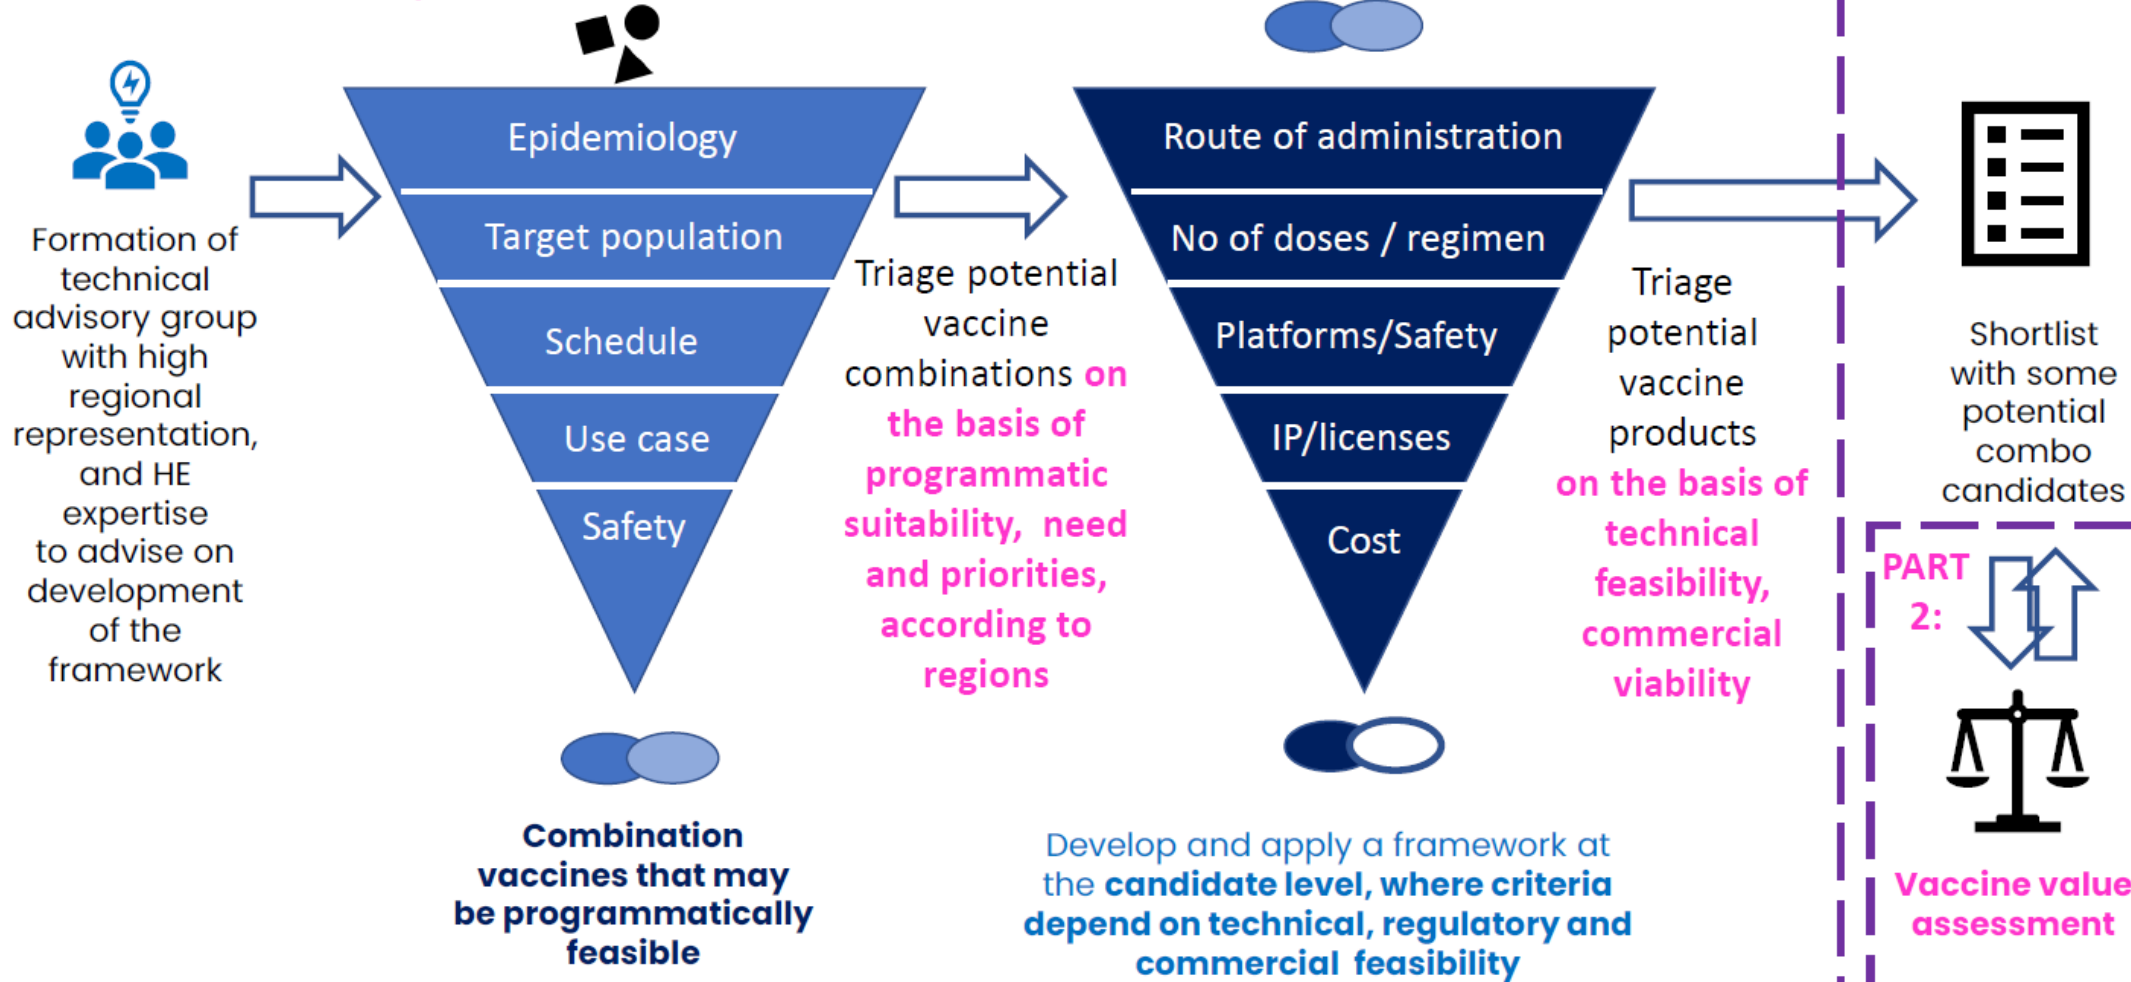 Formation of
technical
advisory group
with high
regional
representation,
and HE
expertise
to advise on
development
of the
framework
Epidemiology
Target population
Schedule
Use case
Safety
Combination
vaccines that may
be programmatically
feasible
Triage potential
vaccine
combinations on
the basis of
programmatic
suitability, need
and priorities,
according to
regions
Route of administration
No of doses / regimen
Platforms/Safety
IP/licenses
Cost
Develop and apply a framework at
the candidate level, where criteria
depend on technical, regulatory and
commercial feasibility
Triage
potential
vaccine
products
on the basis of
technical
feasibility,
commercial
viability
Shortlist
with some
potential
combo
candidates
PART
2:
Vaccine value
assessment